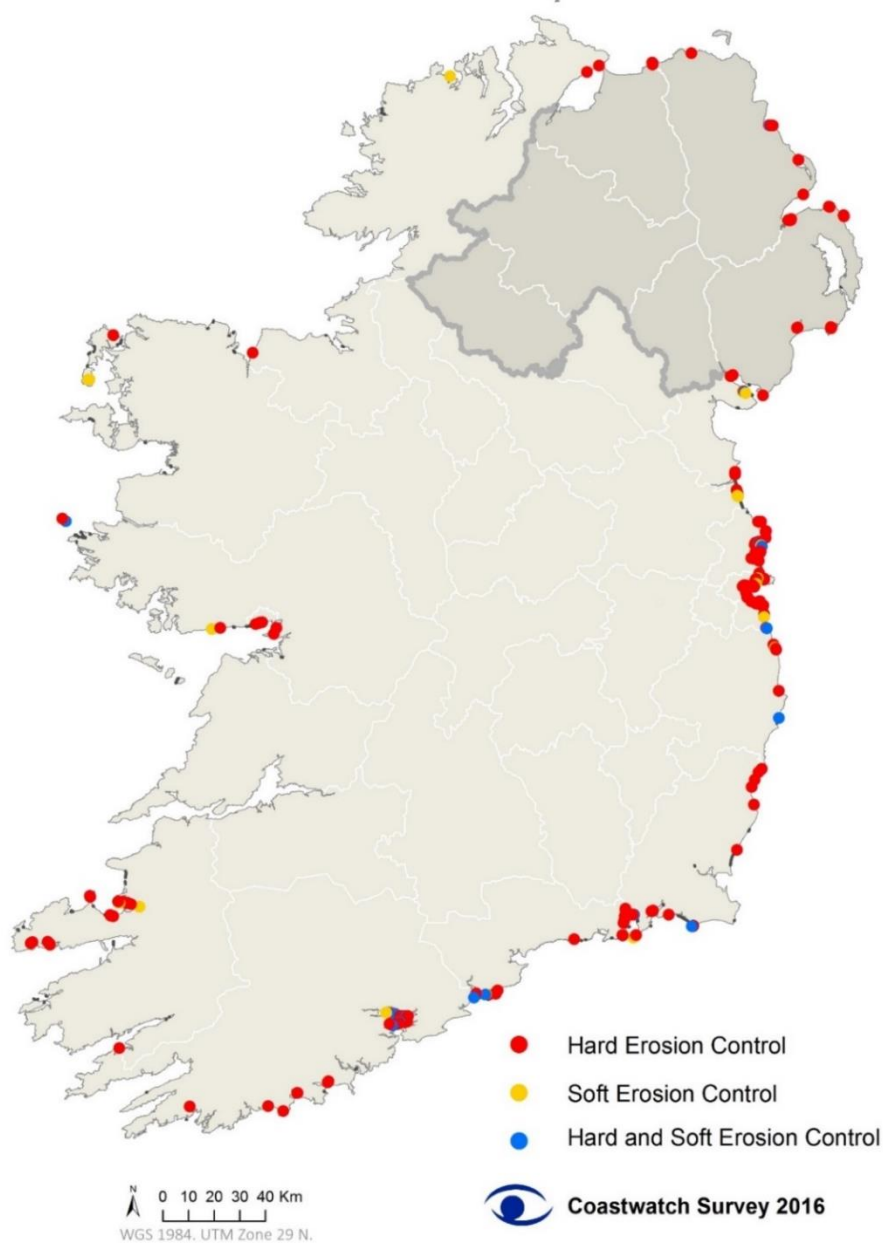 Hard Erosion Control
Soft Erosion Control
Hard and Soft Erosion Control
N
0 10 20 30 40 Km
Coastwatch Survey 2016
WGS 1984. UTM Zone 29 N.